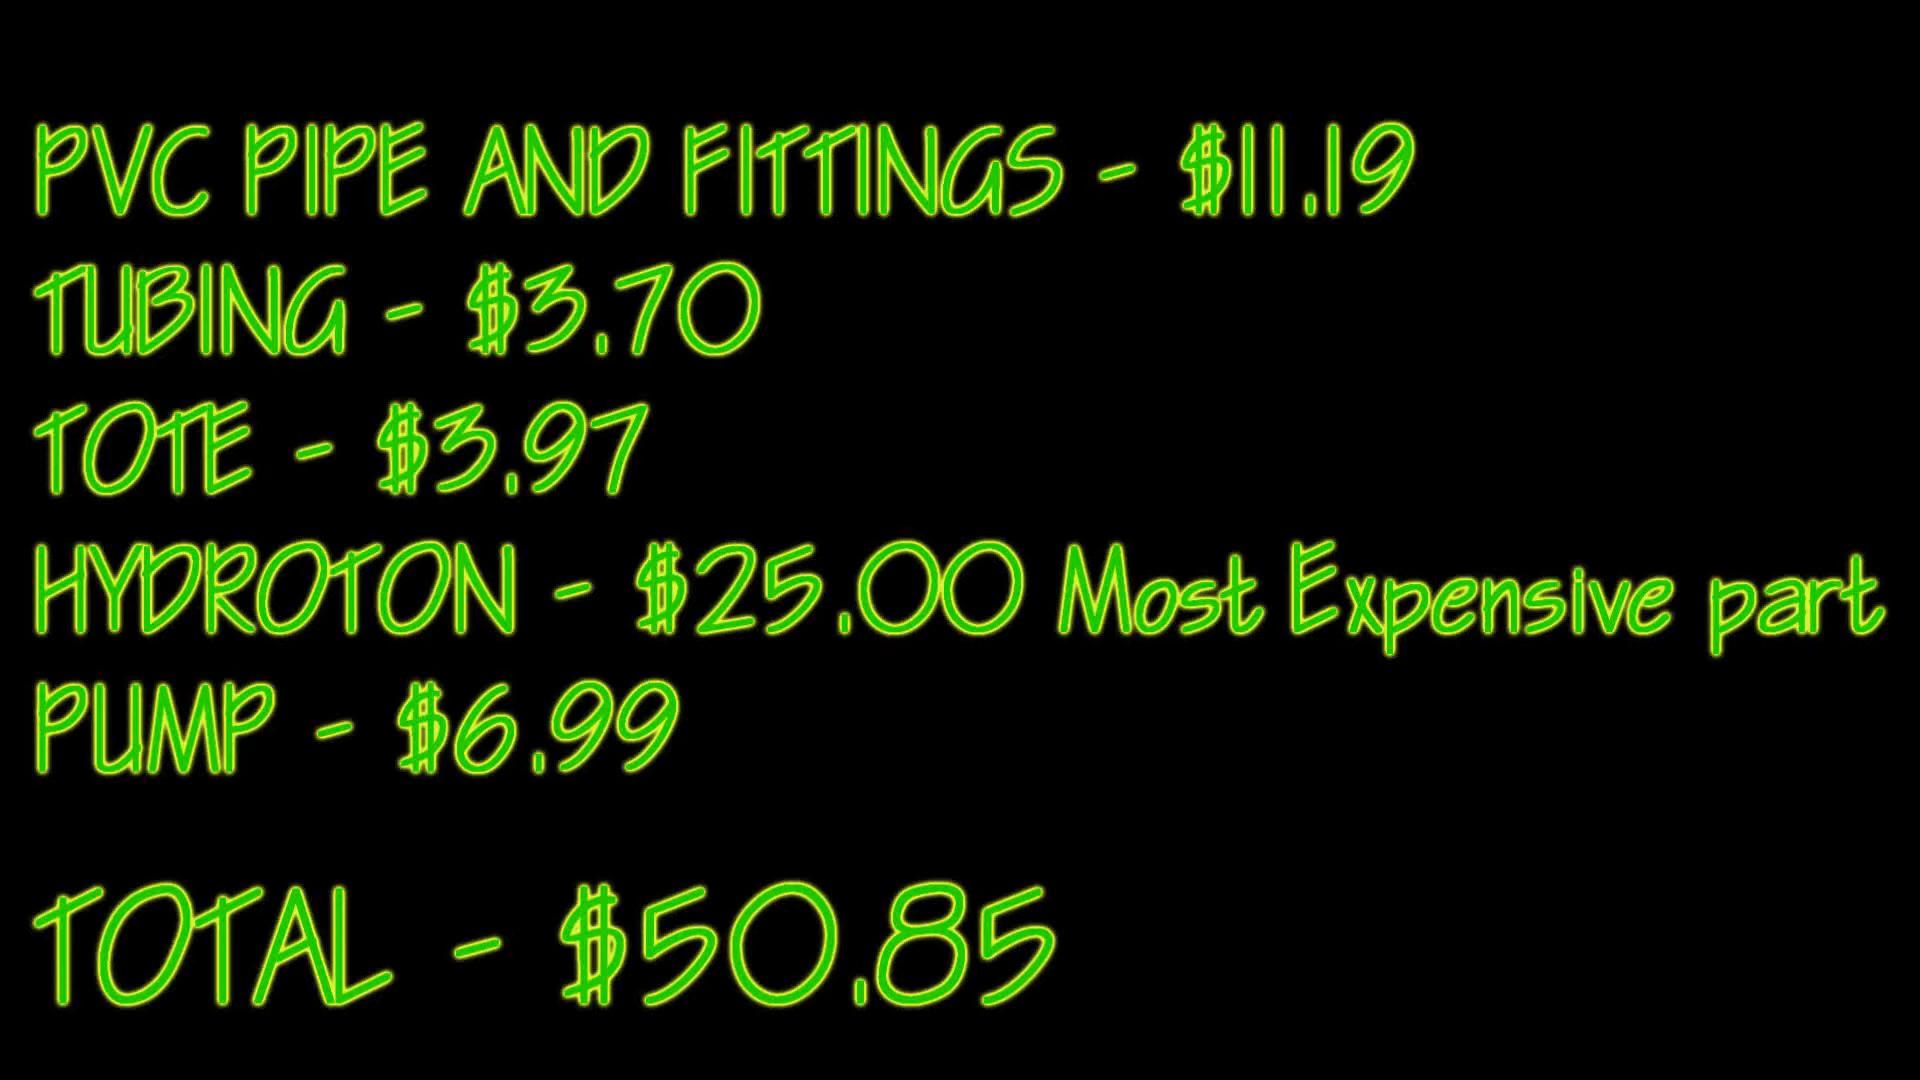 PVC PIPE AND FITTINGS - $11.19
TUBING - $3.70
TOTE - $3.97
HYDROTON - $25.00 Most Expensive part
PUMP - $6.99
TOTAL - $50.85